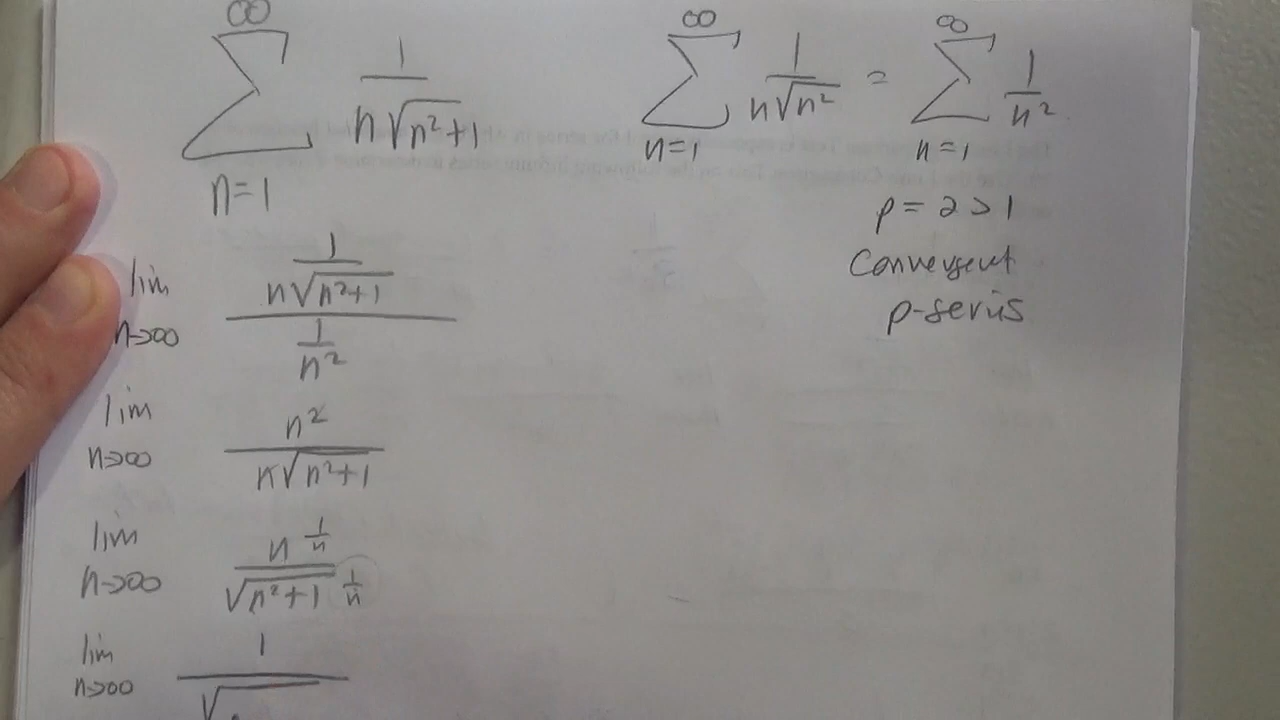 ∞ ∑ n=1 1/(n√(n²+1))
∞ ∑ n=1 1/(n√n²) = ∞ ∑ n=1 1/n²
p = 2 > 1
Convergent
p-series
lim n→∞ (1/(n√(n²+1)))/(1/n²)
lim n→∞ n²/(n√(n²+1))
lim n→∞ (n 1/n)/(√(n²+1) 1/n)
lim n→∞ 1/√